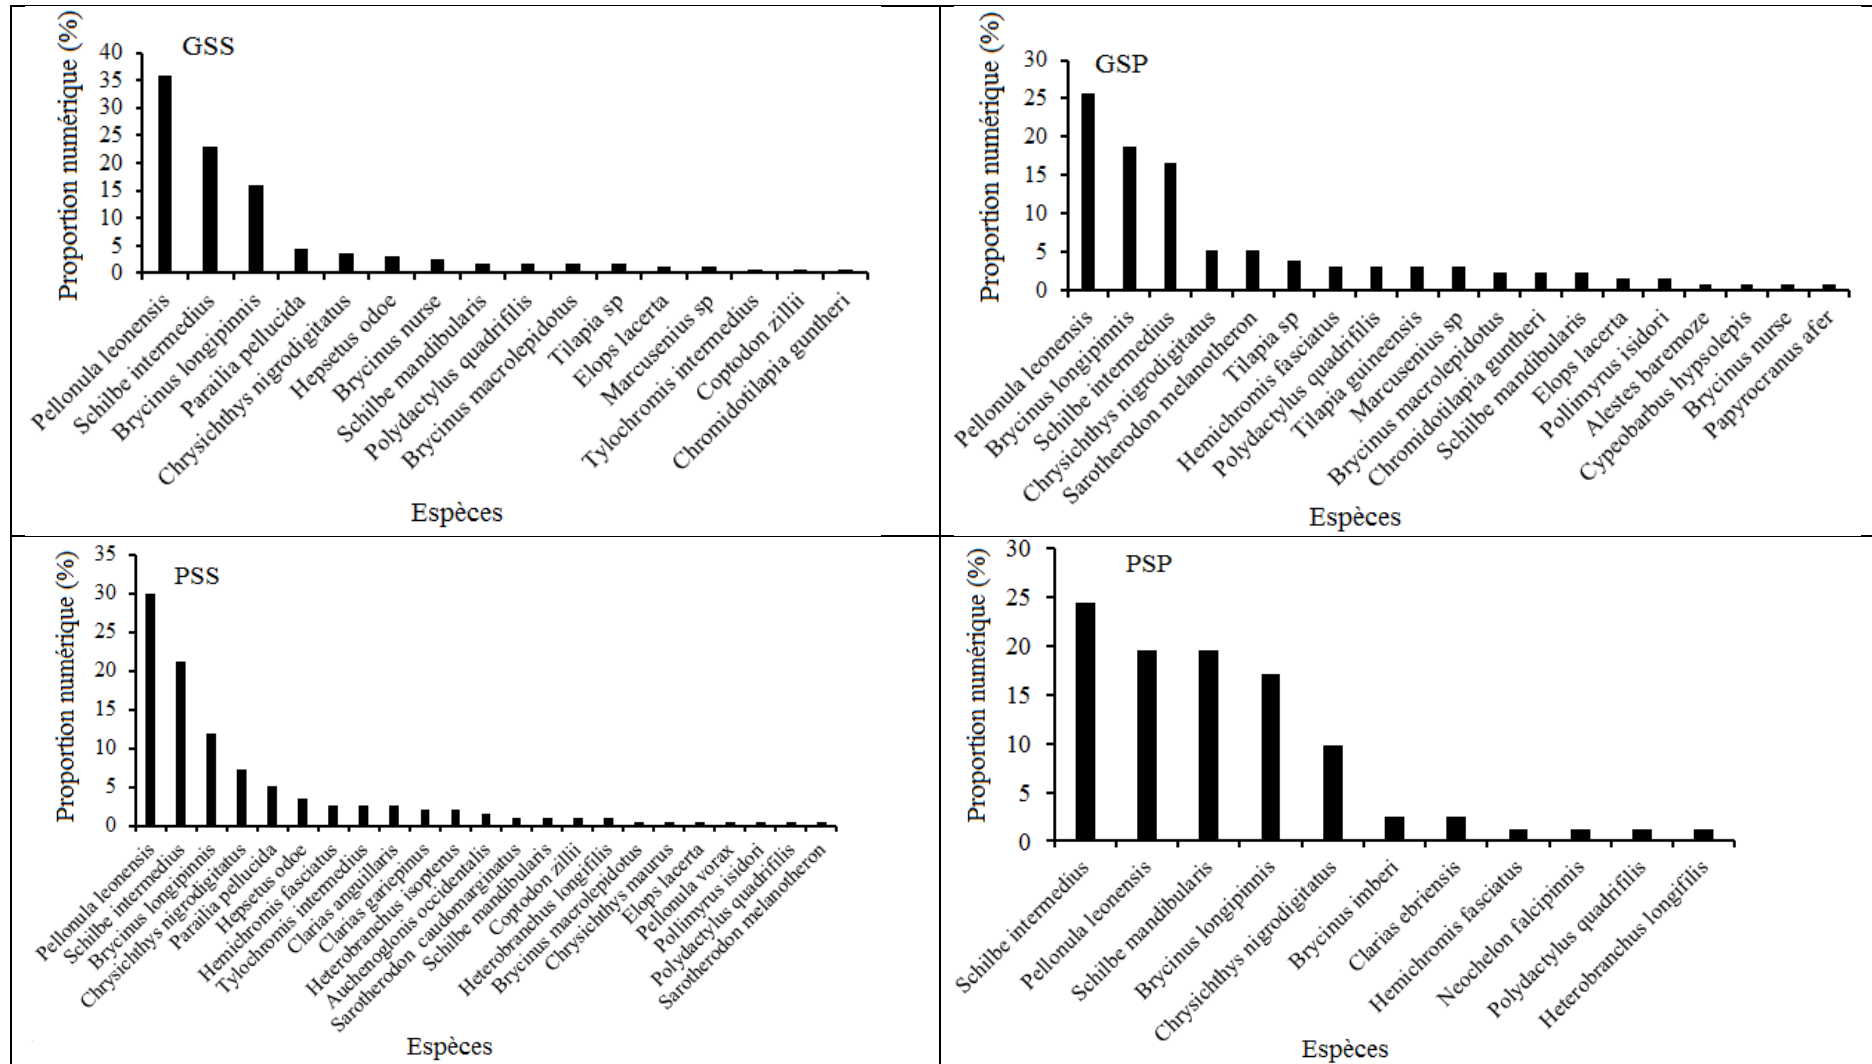 GSS
Proportion numérique (%)
40
35
30
25
20
15
10
5
0
Pellonula leonensis
Schilbe intermedius
Brycinus longipinnis
Parailia pellucida
Chrysichthys nigrodigitatus
Hepsetus odoe
Brycinus nurse
Schilbe mandibularis
Polydactylus quadrifilis
Brycinus macrolepidotus
Tilapia sp
Elops lacerta
Marcusenius sp
Tylochromis intermedius
Coptodon zillii
Chromidotilapia guntheri
Espèces
GSP
Proportion numérique (%)
30
25
20
15
10
5
0
Pellonula leonensis
Brycinus longipinnis
Schilbe intermedius
Chrysichthys nigrodigitatus
Sarotherodon melanotheron
Tilapia sp
Hemichromis fasciatus
Polydactylus quadrifilis
Tilapia guineensis
Marcusenius sp
Brycinus macrolepidotus
Chromidotilapia guntheri
Schilbe mandibularis
Elops lacerta
Pollimyrus isidori
Alestes baremoze
Cypeobarbus hypsolepis
Brycinus nurse
Papyrocranus afer
Espèces
PSS
Proportion numérique (%)
35
30
25
20
15
10
5
0
Pellonula leonensis
Schilbe intermedius
Brycinus longipinnis
Chrysichthys nigrodigitatus
Parailia pellucida
Hepsetus odoe
Hemichromis fasciatus
Tylochromis intermedius
Clarias anguillaris
Clarias gariepinus
Heterobranchus isopterus
Auchenoglonis occidentalis
Sarotherodon caudomarginatus
Schilbe mandibularis
Coptodon zillii
Heterobranchus longifilis
Brycinus macrolepidotus
Chrysichthys maurus
Elops lacerta
Pellonula vorax
Pollimyrus isidori
Polydactylus quadrifilis
Sarotherodon melanotheron
Espèces
PSP
Proportion numérique (%)
30
25
20
15
10
5
0
Schilbe intermedius
Pellonula leonensis
Schilbe mandibularis
Brycinus longipinnis
Chrysichthys nigrodigitatus
Brycinus imberi
Clarias ebriensis
Hemichromis fasciatus
Neochelon falcipinnis
Polydactylus quadrifilis
Heterobranchus longifilis
Espèces